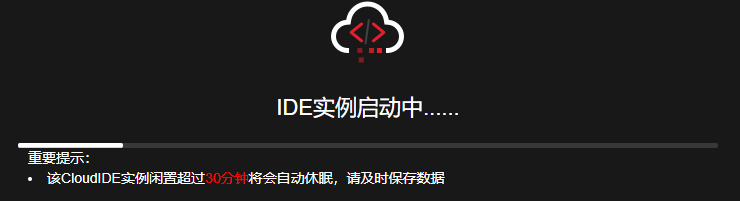 </>
IDE实例启动中......
重要提示：
• 该CloudIDE实例闲置超过30分钟将会自动休眠，请及时保存数据